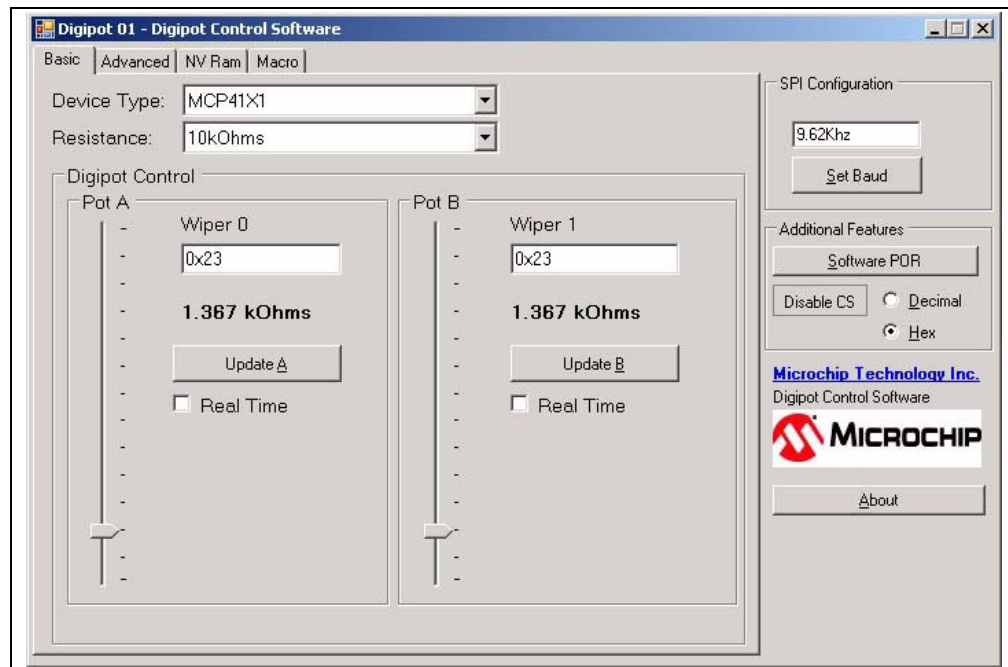 Digipot 01 - Digipot Control Software
Basic Advanced NV Ram Macro
Device Type: MCP41X1
Resistance: 10kOhms
Digipot Control
Pot A
Wiper 0
0x23
1.367 kOhms
Update A
Real Time
Pot B
Wiper 1
0x23
1.367 kOhms
Update B
Real Time
SPI Configuration
9.62Khz
Set Baud
Additional Features
Software POR
Disable CS
Decimal
Hex
Microchip Technology Inc.
Digipot Control Software
MICROCHIP
About